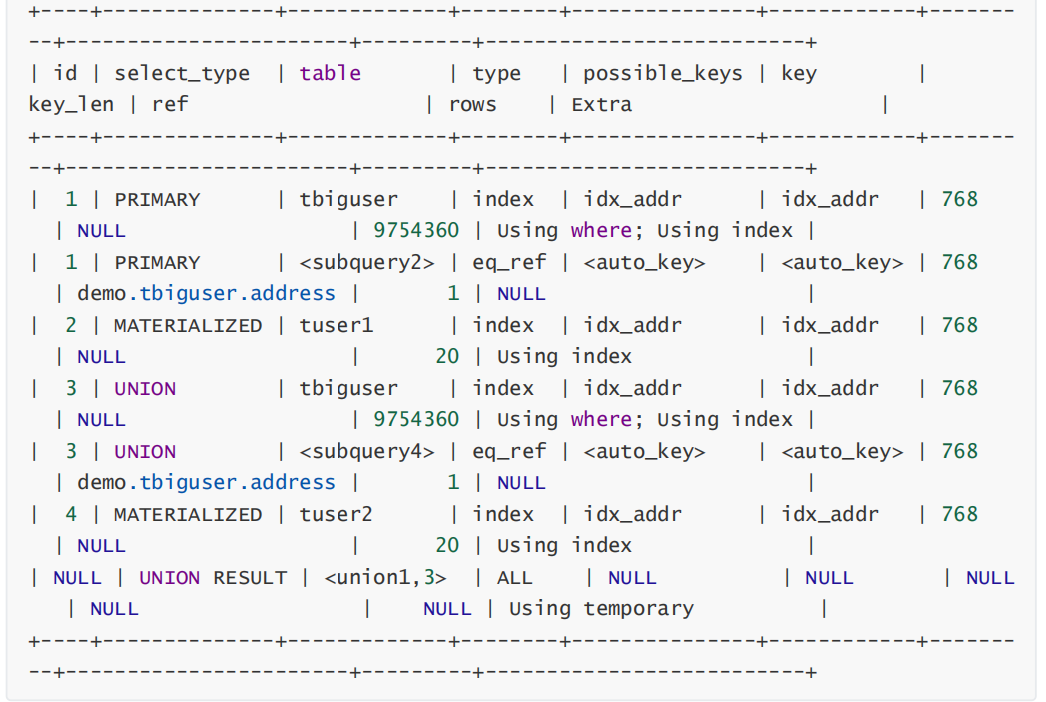 +----+--------------+-------------+--------+---------------+------------+-------
--+-----------------------+---------+--------------------------+
| id | select_type  | table       | type   | possible_keys | key        |
key_len | ref                   | rows    | Extra                    |
+----+--------------+-------------+--------+---------------+------------+-------
--+-----------------------+---------+--------------------------+
|  1 | PRIMARY      | tbiguser    | index  | idx_addr      | idx_addr   | 768
  | NULL                  | 9754360 | Using where; Using index |
|  1 | PRIMARY      | <subquery2> | eq_ref | <auto_key>    | <auto_key> | 768
  | demo.tbiguser.address |       1 | NULL                     |
|  2 | MATERIALIZED | tuser1      | index  | idx_addr      | idx_addr   | 768
  | NULL                  |      20 | Using index              |
|  3 | UNION        | tbiguser    | index  | idx_addr      | idx_addr   | 768
  | NULL                  | 9754360 | Using where; Using index |
|  3 | UNION        | <subquery4> | eq_ref | <auto_key>    | <auto_key> | 768
  | demo.tbiguser.address |       1 | NULL                     |
|  4 | MATERIALIZED | tuser2      | index  | idx_addr      | idx_addr   | 768
  | NULL                  |      20 | Using index              |
| NULL | UNION RESULT | <union1,3>  | ALL    | NULL          | NULL       | NULL
   | NULL                  |    NULL | Using temporary          |
+----+--------------+-------------+--------+---------------+------------+-------
--+-----------------------+---------+--------------------------+